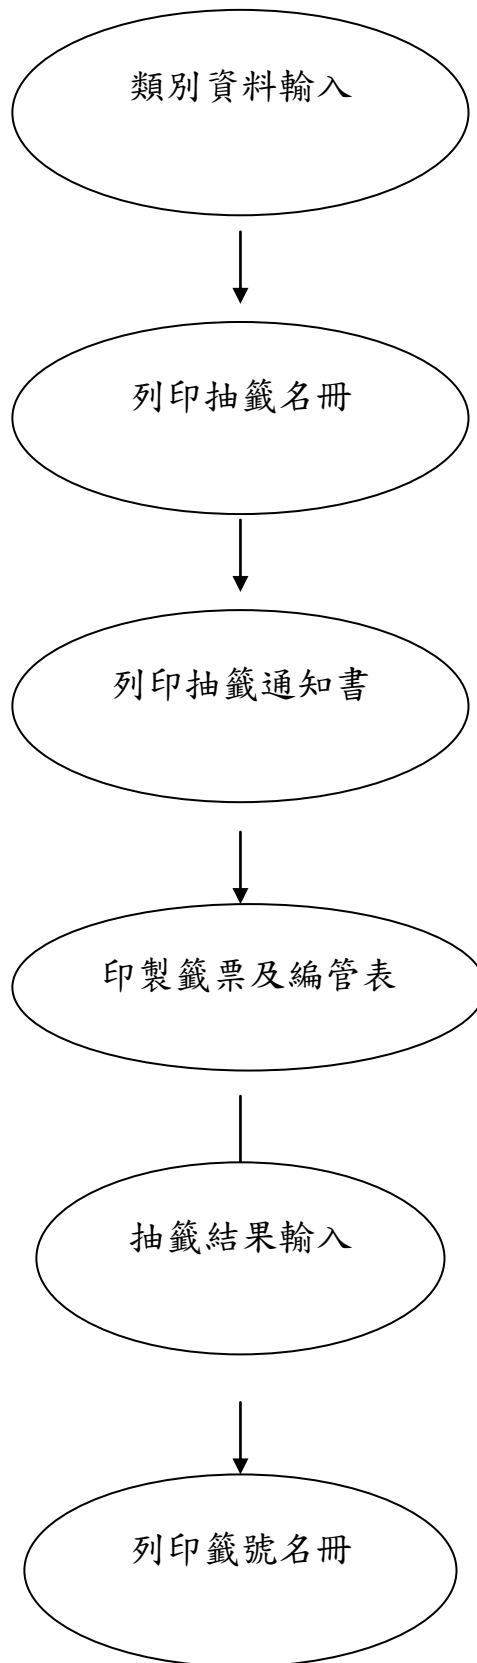 類別資料輸入
列印抽籤名冊
列印抽籤通知書
印製籤票及編管表
抽籤結果輸入
列印籤號名冊